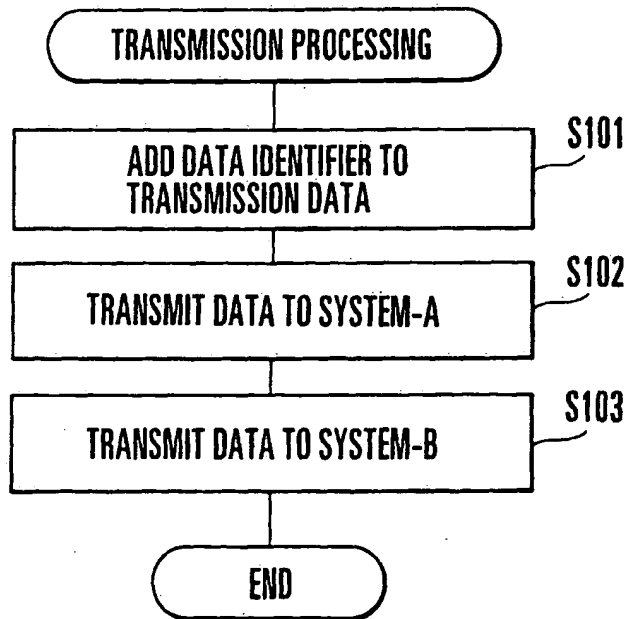 TRANSMISSION PROCESSING
S101
ADD DATA IDENTIFIER TO
TRANSMISSION DATA
S102
TRANSMIT DATA TO SYSTEM-A
S103
TRANSMIT DATA TO SYSTEM-B
END